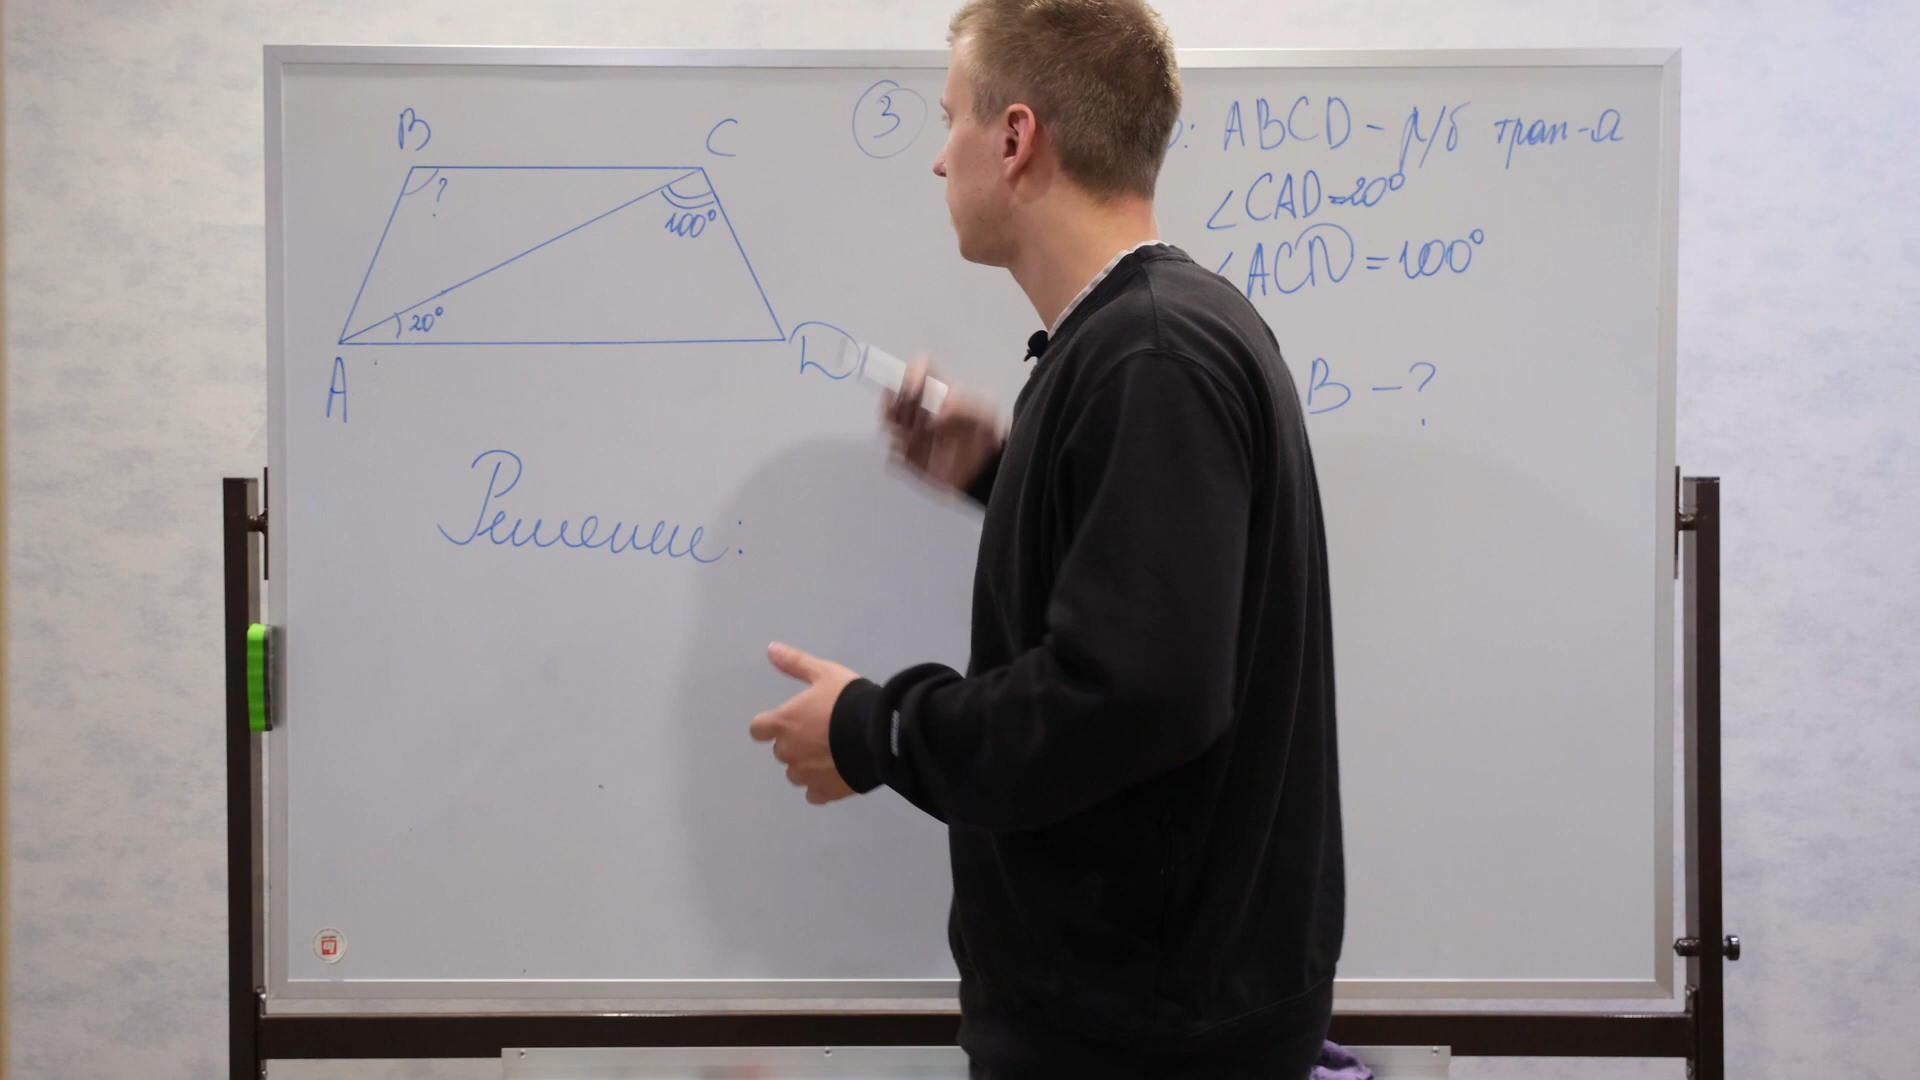 B
C
?
100°
20°
A
D
3
: ABCD - р/б трап-я
∠CAD=20°
∠ACD=100°
B - ?
Решение: